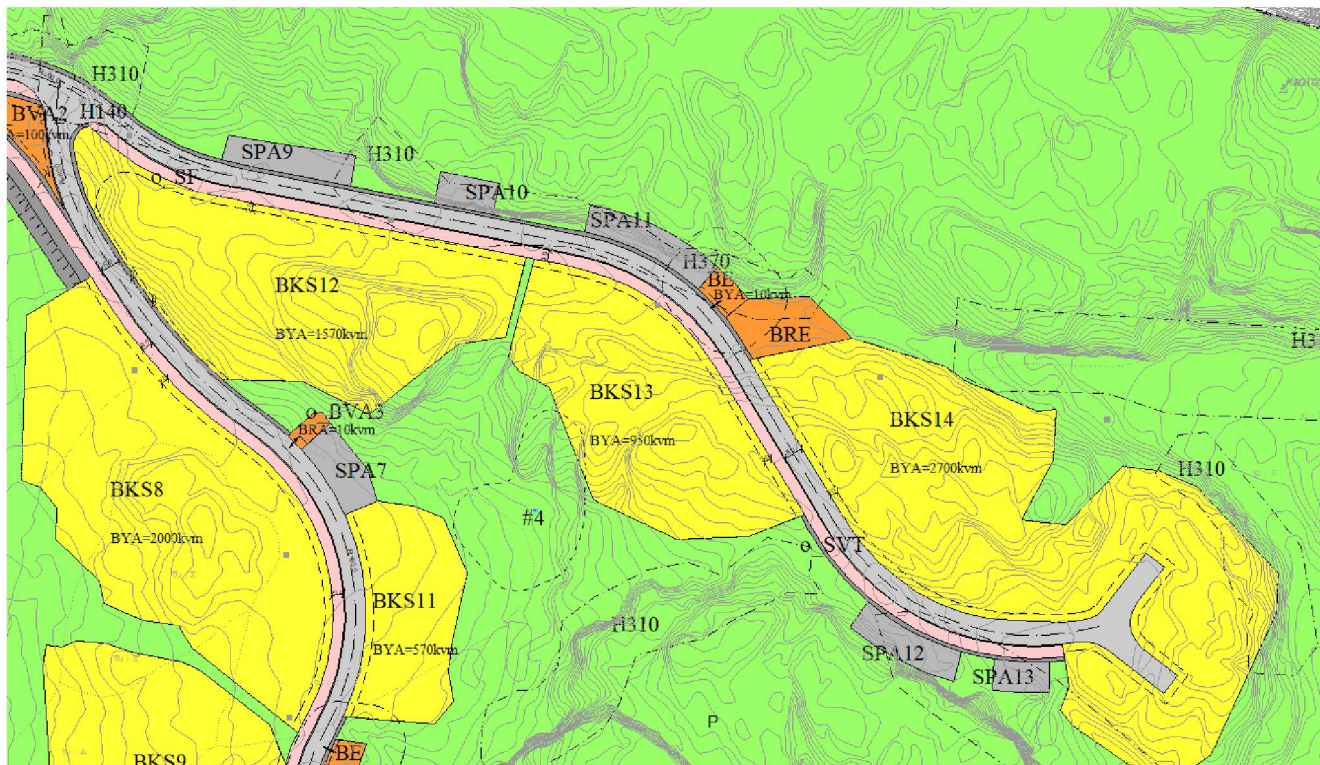 H310
BVA2
H140
A=100kvm
SPA9
H310
o_SF
SPA10
SPA11
H370
BE
BYA=10kvm
BRE
BKS12
BYA=1570kvm
BKS13
BYA=950kvm
BKS14
BYA=2700kvm
o_BVA3
BRA=10kvm
SPA7
BKS8
BYA=2000kvm
#4
H3
H310
o_SVT
BKS11
BYA=570kvm
H310
SPA12
SPA13
P
BKS9
BE